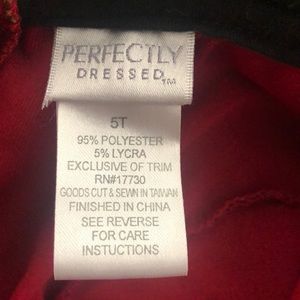 PERFECTLY
DRESSED TM
5T
95% POLYESTER
5% LYCRA
EXCLUSIVE OF TRIM
RN#17730
GOODS CUT & SEWN IN TAIWAN
FINISHED IN CHINA
SEE REVERSE
FOR CARE
INSTUCTIONS